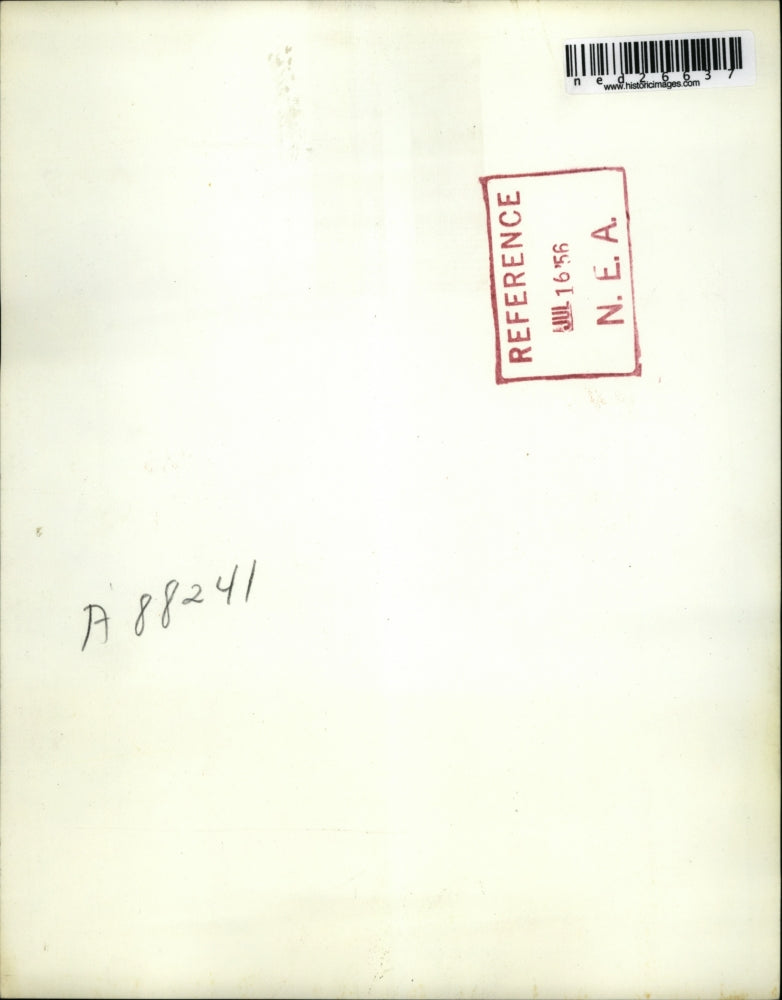 ned26637
www.historicimages.com
REFERENCE
JUL 16 '56
N. E. A.
A 88241